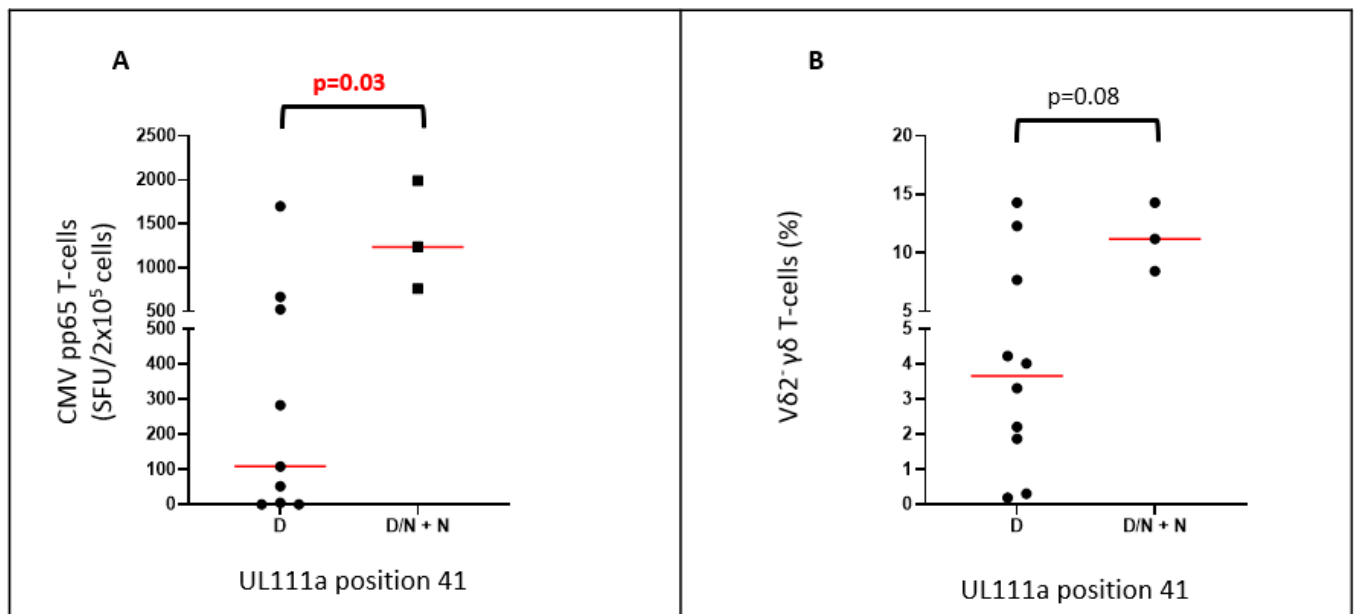 A
p=0.03
2500
2000
1500
1000
500
500
400
300
200
100
0
CMV pp65 T-cells
(SFU/2x10⁵ cells)
D
D/N + N
UL111a position 41
B
p=0.08
20
15
10
5
5
4
3
2
1
0
Vδ2⁻ γδ T-cells (%)
D
D/N + N
UL111a position 41